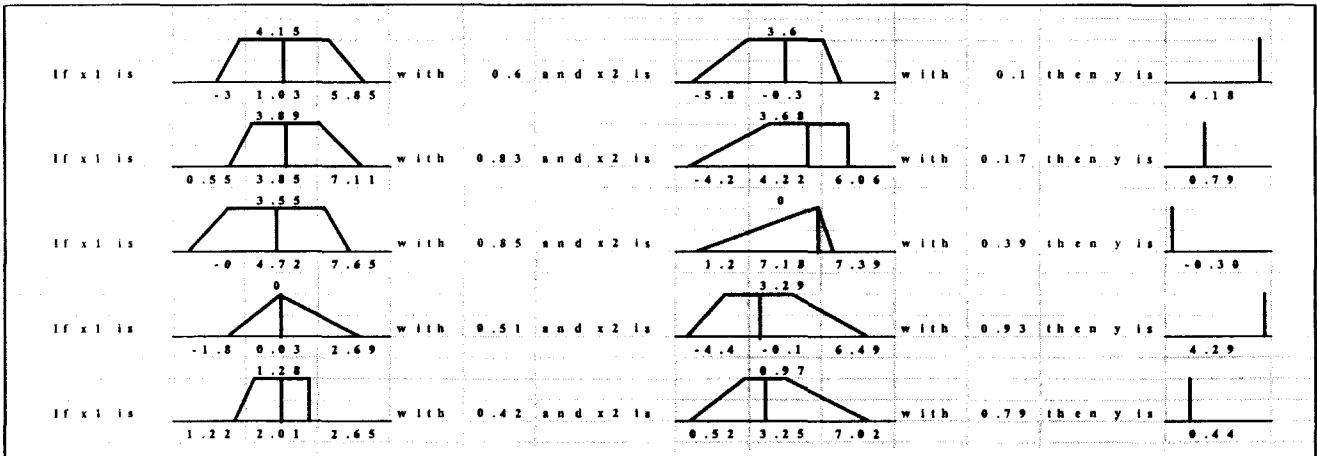 4.15 3.6
If x1 is with 0.6 and x2 is with 0.1 then y is
-3 1.03 5.85 -5.8 -0.3 2 4.18
3.89 3.68
If x1 is with 0.83 and x2 is with 0.17 then y is
0.55 3.85 7.11 -4.2 4.22 6.06 0.79
3.55 0
If x1 is with 0.85 and x2 is with 0.39 then y is
-0 4.72 7.65 1.2 7.18 7.39 -0.30
0 3.29
If x1 is with 0.51 and x2 is with 0.93 then y is
-1.8 0.03 2.69 -4.4 -0.1 6.49 4.29
1.28 0.97
If x1 is with 0.42 and x2 is with 0.79 then y is
1.22 2.01 2.65 0.52 3.25 7.02 0.44